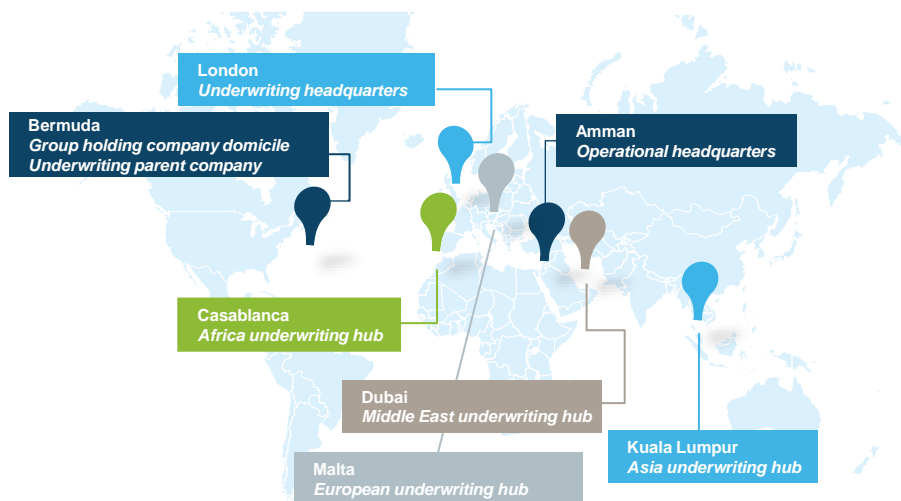 London
Underwriting headquarters
Bermuda
Group holding company domicile
Underwriting parent company
Amman
Operational headquarters
Casablanca
Africa underwriting hub
Dubai
Middle East underwriting hub
Kuala Lumpur
Asia underwriting hub
Malta
European underwriting hub